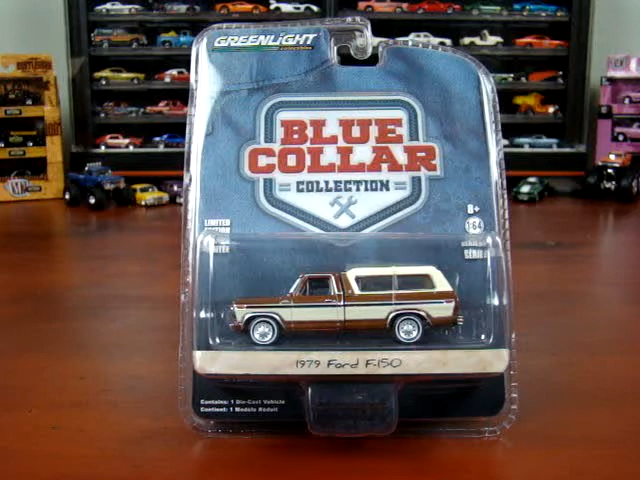 GREENLiGHT
collectibles
BLUE
COLLAR
COLLECTION
8+
LIMITED
EDITION
1:64
1979 Ford F-150
Contains: 1 Die-Cast Vehicle
Contient: 1 Modèle Réduit